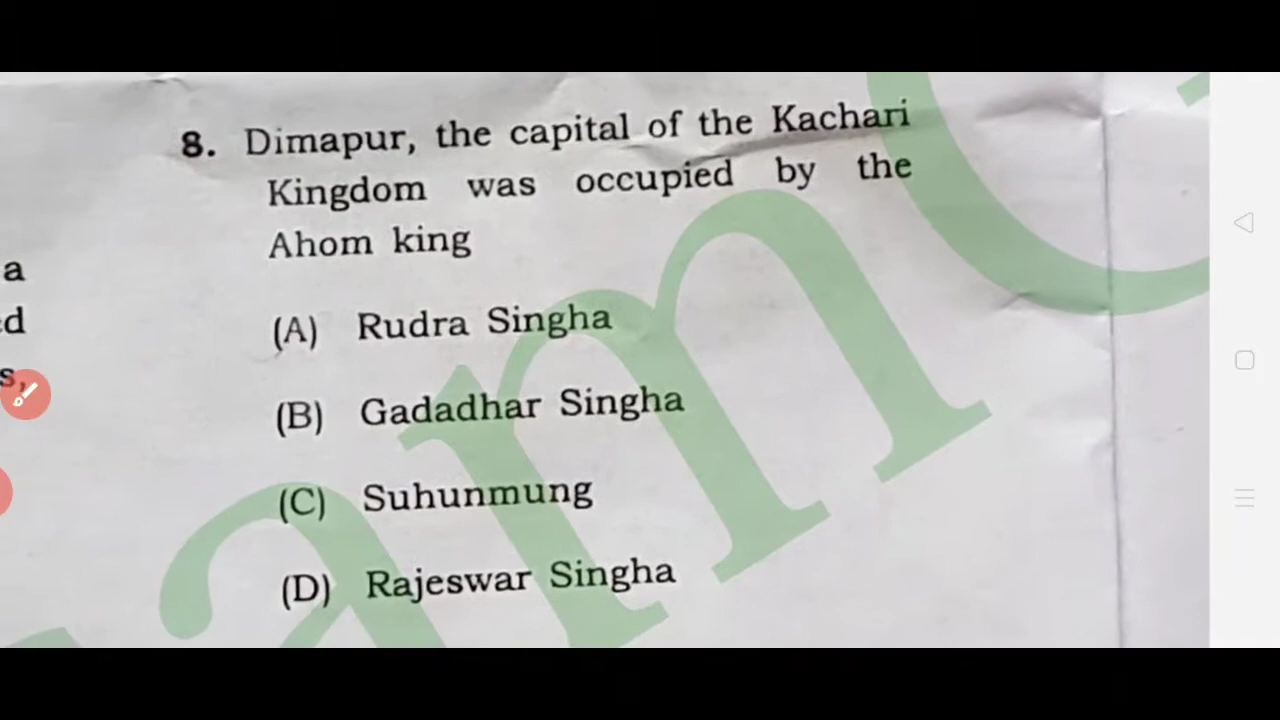 8. Dimapur, the capital of the Kachari
Kingdom was occupied by the
Ahom king
a
d
s,
(A) Rudra Singha
(B) Gadadhar Singha
(C) Suhunmung
(D) Rajeswar Singha
am